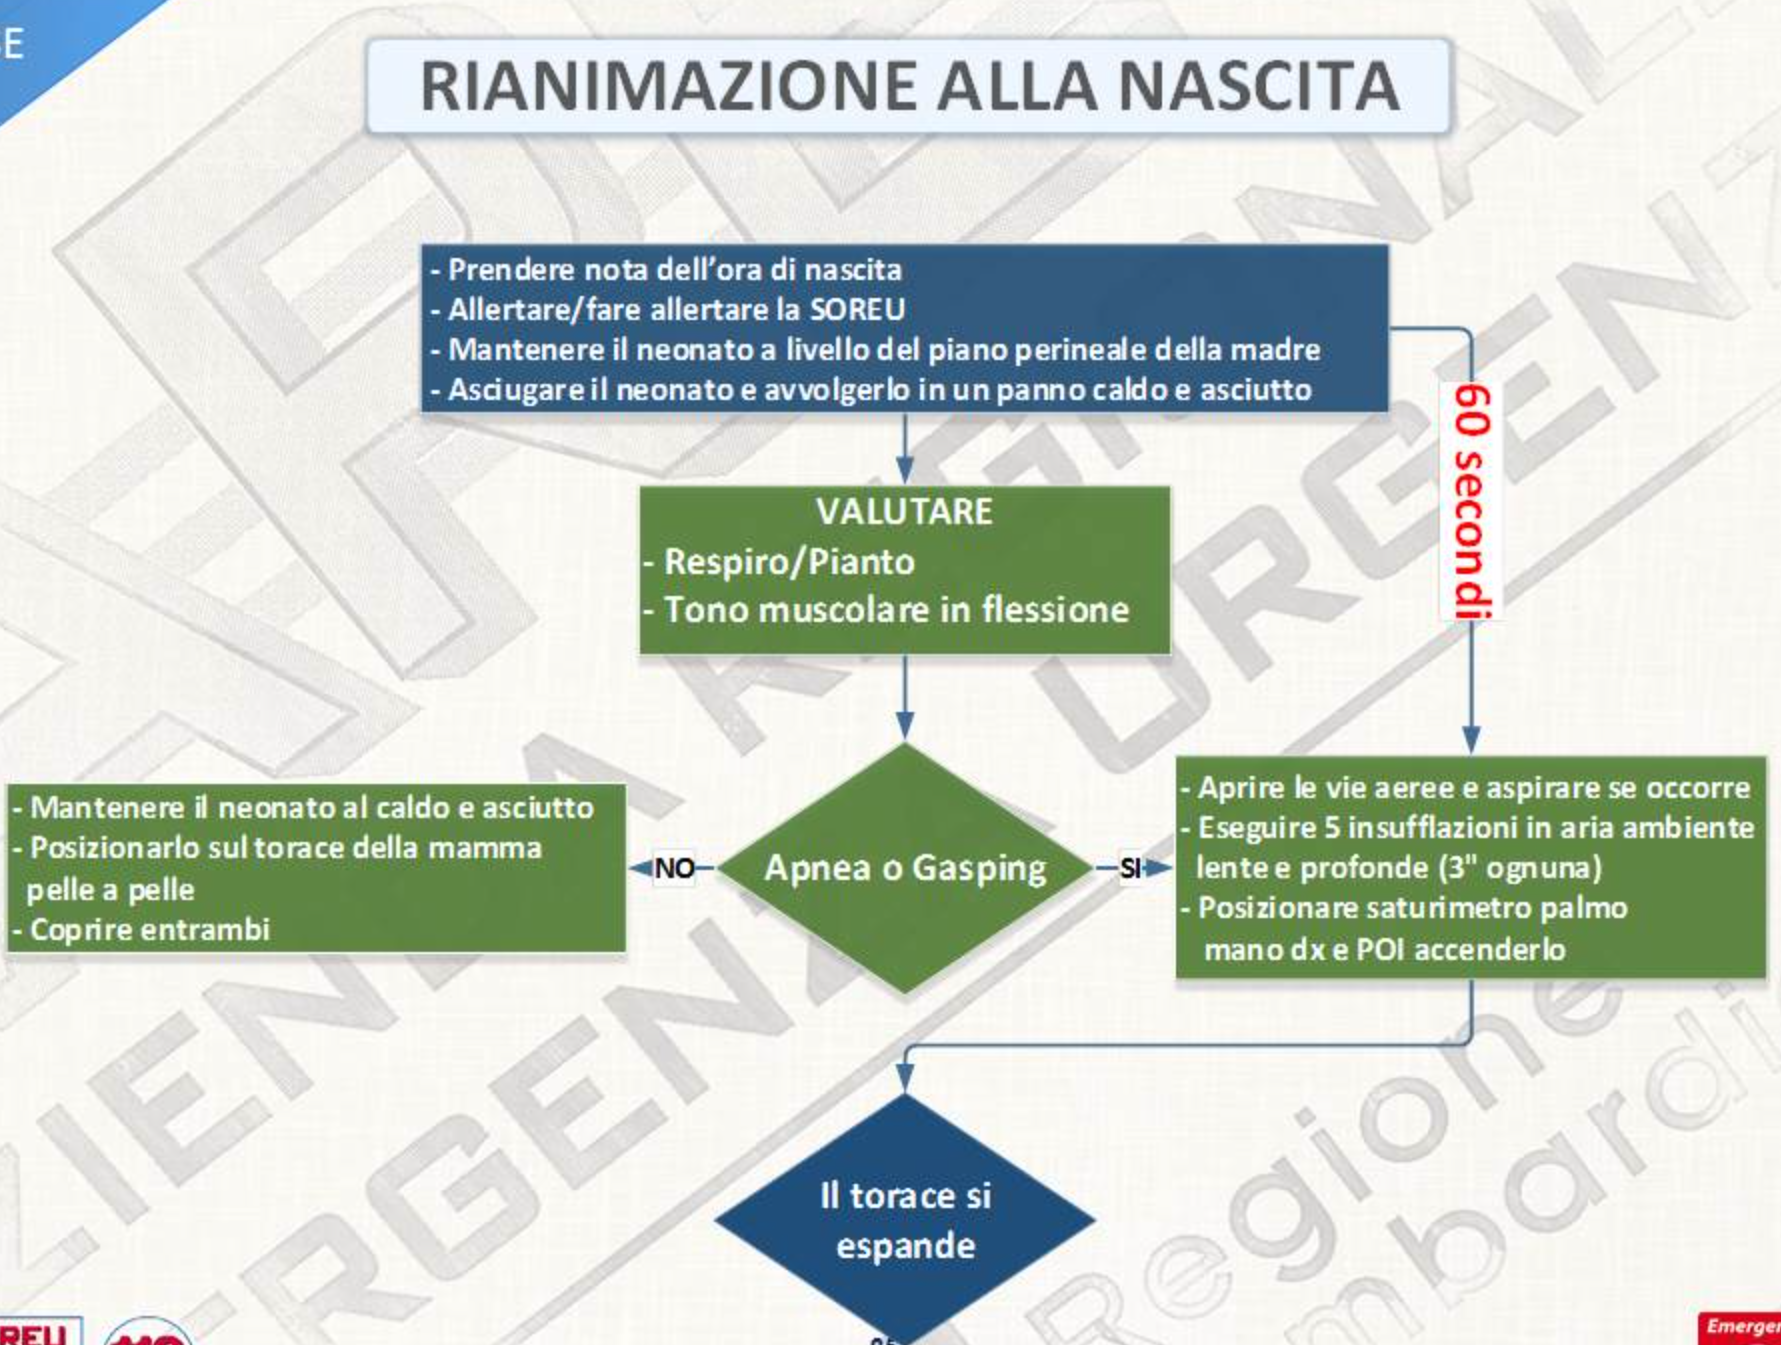 RIANIMAZIONE ALLA NASCITA
- Prendere nota dell’ora di nascita
- Allertare/fare allertare la SOREU
- Mantenere il neonato a livello del piano perineale della madre
- Asciugare il neonato e avvolgerlo in un panno caldo e asciutto
60 secondi
VALUTARE
- Respiro/Pianto
- Tono muscolare in flessione
- Mantenere il neonato al caldo e asciutto
- Posizionarlo sul torace della mamma
pelle a pelle
- Coprire entrambi
NO
Apnea o Gasping
SI
- Aprire le vie aeree e aspirare se occorre
- Eseguire 5 insufflazioni in aria ambiente
lente e profonde (3" ognuna)
- Posizionare saturimetro palmo
mano dx e POI accenderlo
Il torace si
espande